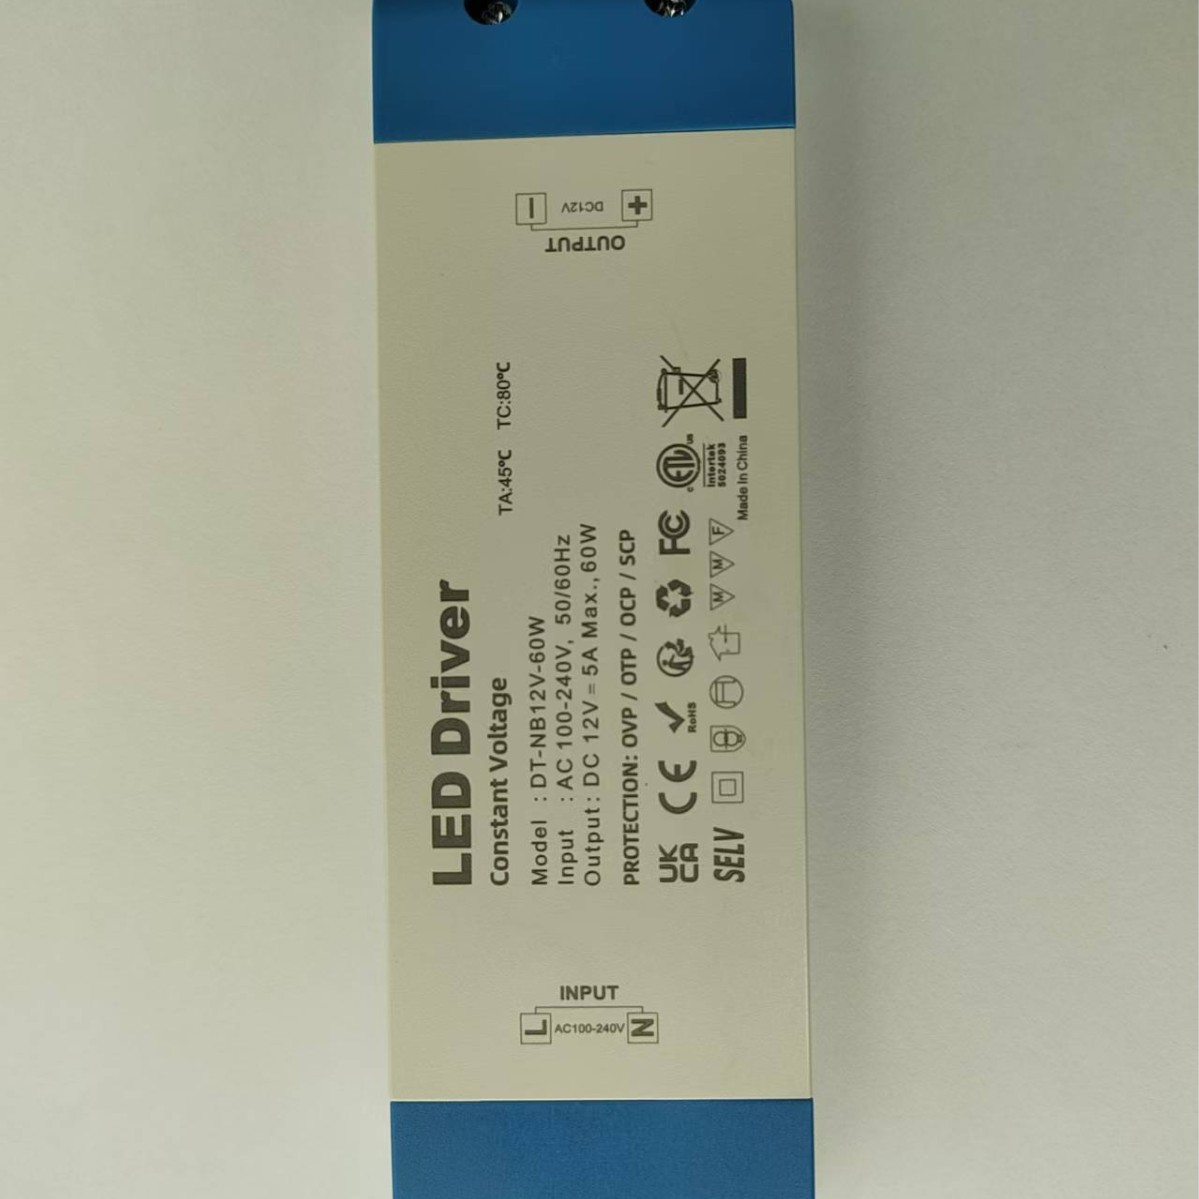 LED Driver
Constant Voltage
TA:45℃ TC:80℃
Model : DT-NB12V-60W
Input : AC 100-240V, 50/60Hz
Output : DC 12V = 5A Max., 60W
PROTECTION: OVP / OTP / OCP / SCP
UK
CA
CE
RoHS
FC
c ETL us
Intertek
5024093
SELV
M M F
Made In China
INPUT
L AC100-240V N
OUTPUT
− DC12V +